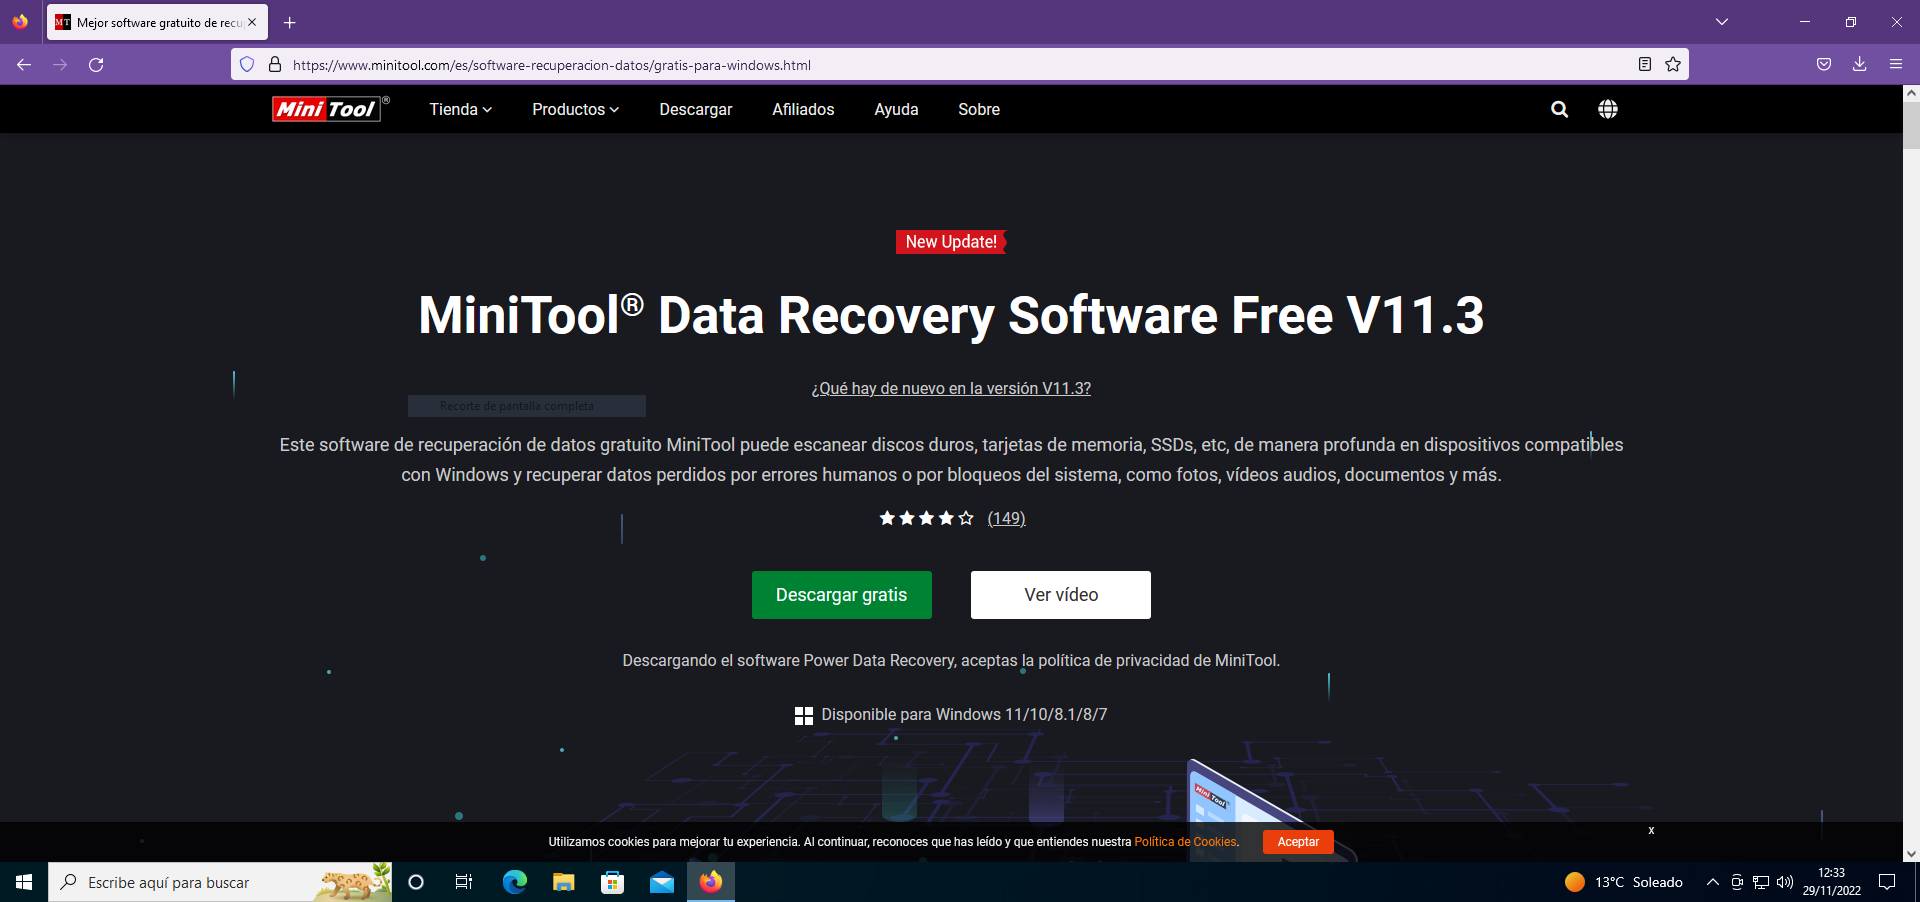 MT Mejor software gratuito de recu
https://www.minitool.com/es/software-recuperacion-datos/gratis-para-windows.html
Mini Tool® Tienda Productos Descargar Afiliados Ayuda Sobre
New Update!
MiniTool® Data Recovery Software Free V11.3
¿Qué hay de nuevo en la versión V11.3?
Recorte de pantalla completa
Este software de recuperación de datos gratuito MiniTool puede escanear discos duros, tarjetas de memoria, SSDs, etc, de manera profunda en dispositivos compatibles
con Windows y recuperar datos perdidos por errores humanos o por bloqueos del sistema, como fotos, vídeos audios, documentos y más.
(149)
Descargar gratis Ver vídeo
Descargando el software Power Data Recovery, aceptas la política de privacidad de MiniTool.
Disponible para Windows 11/10/8.1/8/7
Mini Tool
Utilizamos cookies para mejorar tu experiencia. Al continuar, reconoces que has leído y que entiendes nuestra Política de Cookies. Aceptar x
Escribe aquí para buscar 13°C Soleado 12:33
29/11/2022